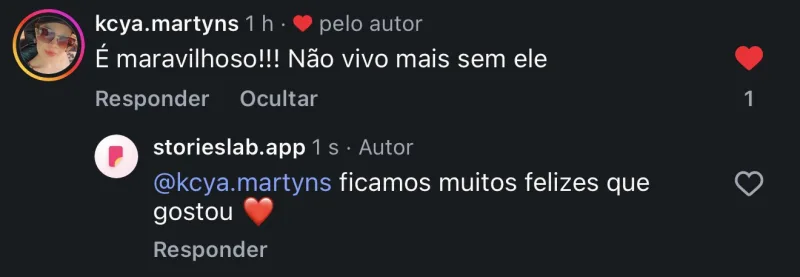 kcya.martyns 1 h · ❤ pelo autor
É maravilhoso!!! Não vivo mais sem ele
Responder Ocultar 1
storieslab.app 1 s · Autor
@kcya.martyns ficamos muitos felizes que
gostou ❤️
Responder